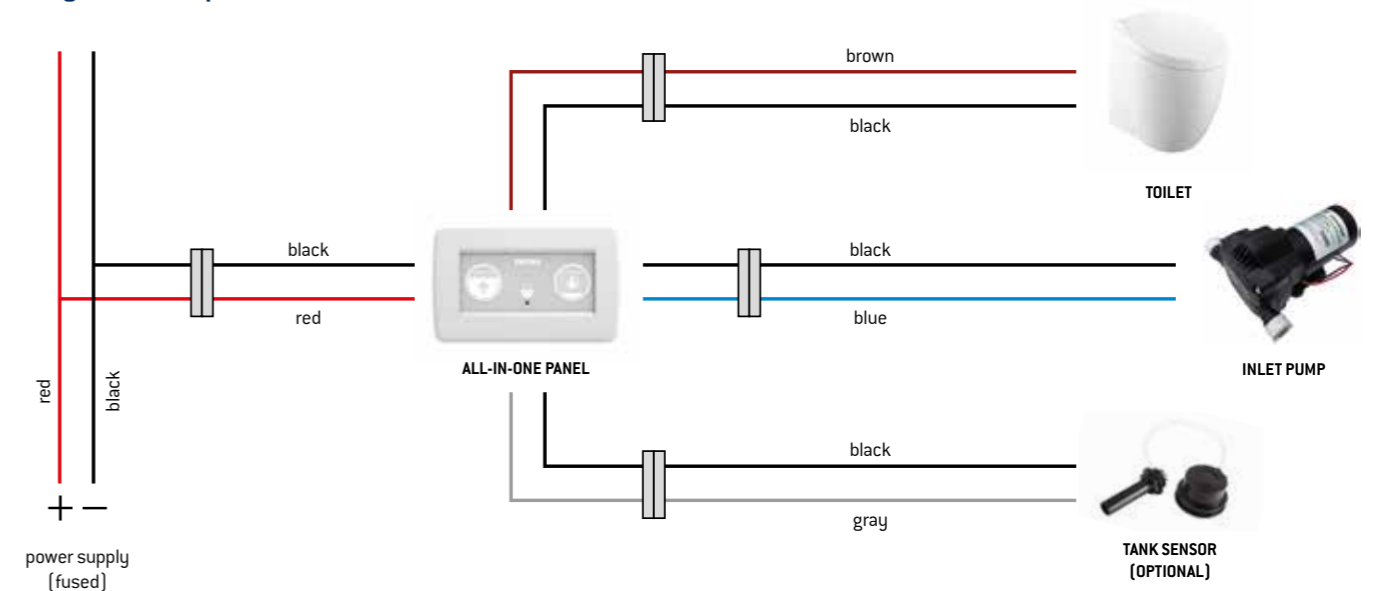 brown
black
TOILET
black
red
black
blue
ALL-IN-ONE PANEL
INLET PUMP
red
black
black
gray
+ −
power supply
(fused)
TANK SENSOR
(OPTIONAL)